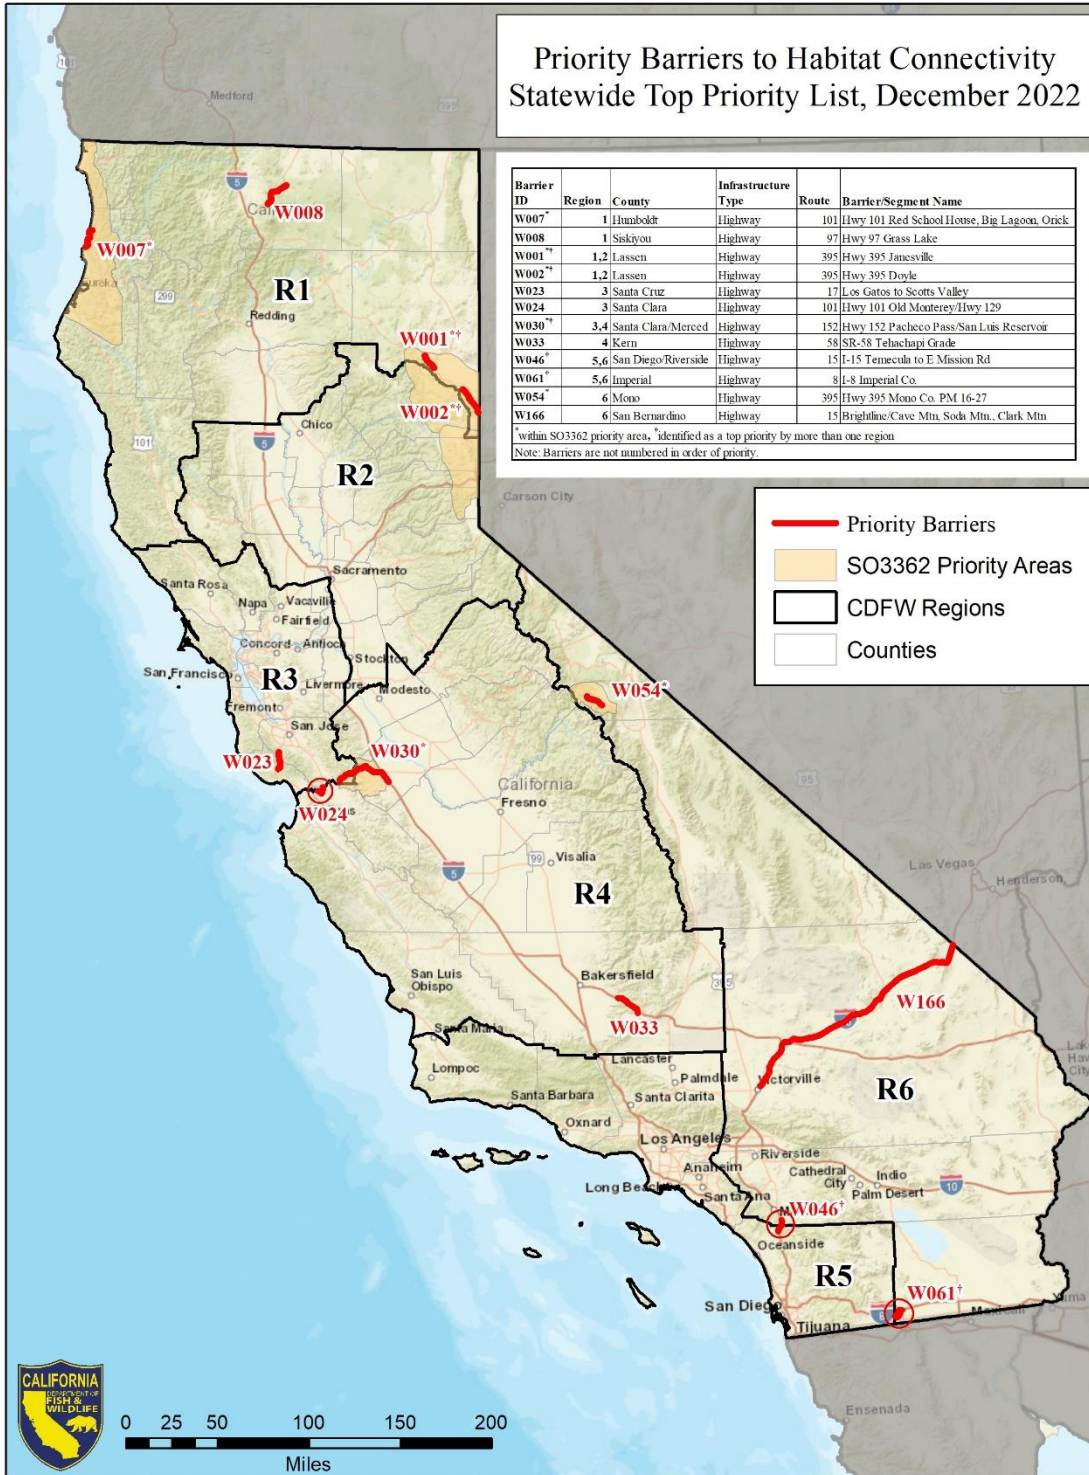 Priority Barriers to Habitat Connectivity
Statewide Top Priority List, December 2022
Barrier ID Region County Infrastructure Type Route Barrier/Segment Name
W007* 1 Humboldt Highway 101 Hwy 101 Red School House, Big Lagoon, Orick
W008 1 Siskiyou Highway 97 Hwy 97 Grass Lake
W001*† 1,2 Lassen Highway 395 Hwy 395 Janesville
W002*† 1,2 Lassen Highway 395 Hwy 395 Doyle
W023 3 Santa Cruz Highway 17 Los Gatos to Scotts Valley
W024 3 Santa Clara Highway 101 Hwy 101 Old Monterey/Hwy 129
W030*† 3,4 Santa Clara/Merced Highway 152 Hwy 152 Pacheco Pass/San Luis Reservoir
W033 4 Kern Highway 58 SR-58 Tehachapi Grade
W046† 5,6 San Diego/Riverside Highway 15 I-15 Temecula to E Mission Rd
W061† 5,6 Imperial Highway 8 I-8 Imperial Co.
W054* 6 Mono Highway 395 Hwy 395 Mono Co. PM 16-27
W166 6 San Bernardino Highway 15 Brightline/Cave Mtn, Soda Mtn., Clark Mtn
*within SO3362 priority area, †identified as a top priority by more than one region
Note: Barriers are not numbered in order of priority.
Priority Barriers
SO3362 Priority Areas
CDFW Regions
Counties
Medford
395
5
W008
W007*
R1
299
Redding
W001*†
W002*†
101
Chico
5
R2
Carson City
Sacramento
Santa Rosa
Napa
Vacaville
Fairfield
Concord
Antioch
Stockton
San Francisco
R3
Livermore
Modesto
Fremont
San Jose
W054*
W023
W030*
95
W024
California
Fresno
99
Visalia
Las Vegas
Henderson
5
R4
San Luis
Obispo
Bakersfield
395
W166
W033
Santa Maria
Lancaster
Lompoc
Palmdale
Victorville
R6
Santa Barbara
Santa Clarita
Oxnard
Los Angeles
Riverside
Anaheim
Cathedral
City
Indio
Palm Desert
10
Long Beach
Santa Ana
W046†
Oceanside
R5
W061†
San Diego
8
Mexicali
Tijuana
Ensenada
CALIFORNIA
DEPARTMENT OF
FISH &
WILDLIFE
0 25 50 100 150 200
Miles